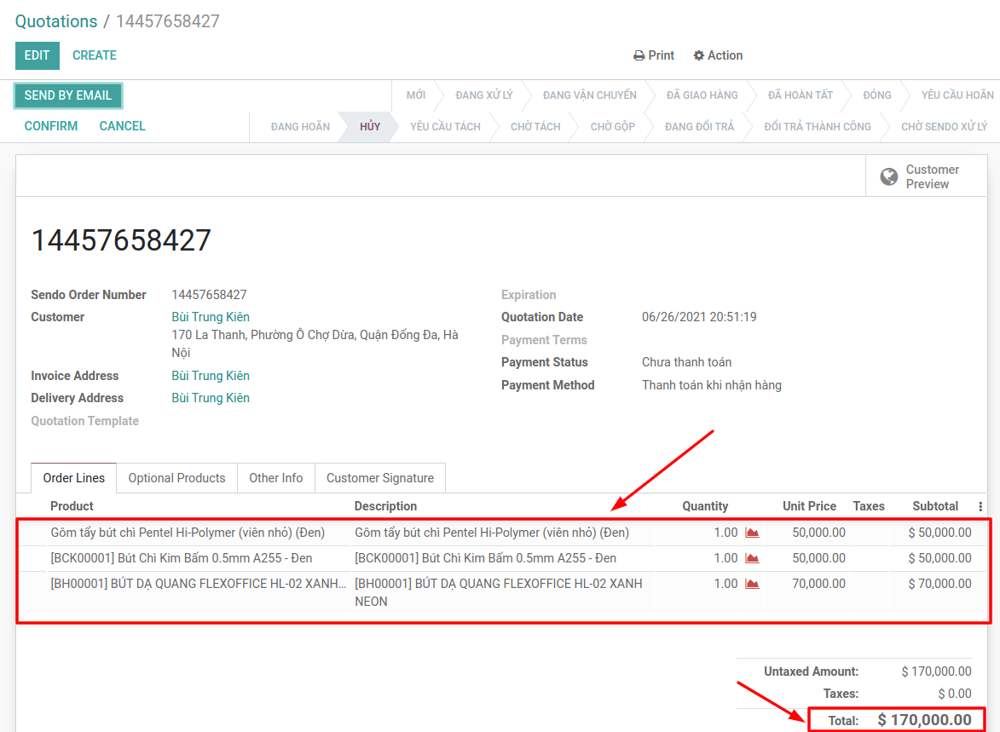 Quotations / 14457658427
EDIT CREATE Print Action
SEND BY EMAIL MỚI ĐANG XỬ LÝ ĐANG VẬN CHUYỂN ĐÃ GIAO HÀNG ĐÃ HOÀN TẤT ĐÓNG YÊU CẦU HOÃN
CONFIRM CANCEL ĐANG HOÃN HỦY YÊU CẦU TÁCH CHỜ TÁCH CHỜ GỘP ĐANG ĐỔI TRẢ ĐỔI TRẢ THÀNH CÔNG CHỜ SENDO XỬ LÝ
Customer
Preview
14457658427
Sendo Order Number 14457658427
Customer Bùi Trung Kiên
170 La Thanh, Phường Ô Chợ Dừa, Quận Đống Đa, Hà
Nội
Invoice Address Bùi Trung Kiên
Delivery Address Bùi Trung Kiên
Quotation Template
Expiration
Quotation Date 06/26/2021 20:51:19
Payment Terms
Payment Status Chưa thanh toán
Payment Method Thanh toán khi nhận hàng
Order Lines Optional Products Other Info Customer Signature
Product Description Quantity Unit Price Taxes Subtotal
Gôm tẩy bút chì Pentel Hi-Polymer (viên nhỏ) (Đen) Gôm tẩy bút chì Pentel Hi-Polymer (viên nhỏ) (Đen) 1.00 50,000.00 $ 50,000.00
[BCK00001] Bút Chì Kim Bấm 0.5mm A255 - Đen [BCK00001] Bút Chì Kim Bấm 0.5mm A255 - Đen 1.00 50,000.00 $ 50,000.00
[BH00001] BÚT DẠ QUANG FLEXOFFICE HL-02 XANH... [BH00001] BÚT DẠ QUANG FLEXOFFICE HL-02 XANH 1.00 70,000.00 $ 70,000.00
NEON
Untaxed Amount: $ 170,000.00
Taxes: $ 0.00
Total: $ 170,000.00